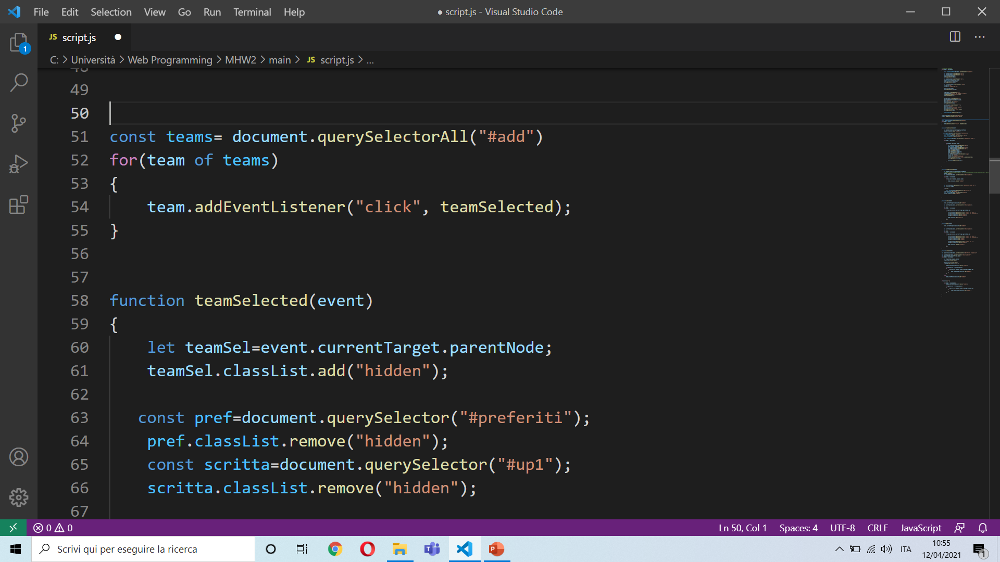 File Edit Selection View Go Run Terminal Help
● script.js - Visual Studio Code
1
JS script.js ●
C: > Università > Web Programming > MHW2 > main > JS script.js > ...
48
49
50
51 const teams= document.querySelectorAll("#add")
52 for(team of teams)
53 {
54     team.addEventListener("click", teamSelected);
55 }
56
57
58 function teamSelected(event)
59 {
60     let teamSel=event.currentTarget.parentNode;
61     teamSel.classList.add("hidden");
62
63    const pref=document.querySelector("#preferiti");
64     pref.classList.remove("hidden");
65     const scritta=document.querySelector("#up1");
66     scritta.classList.remove("hidden");
67
0 0 Ln 50, Col 1 Spaces: 4 UTF-8 CRLF JavaScript
Scrivi qui per eseguire la ricerca
ITA
10:55
12/04/2021
1